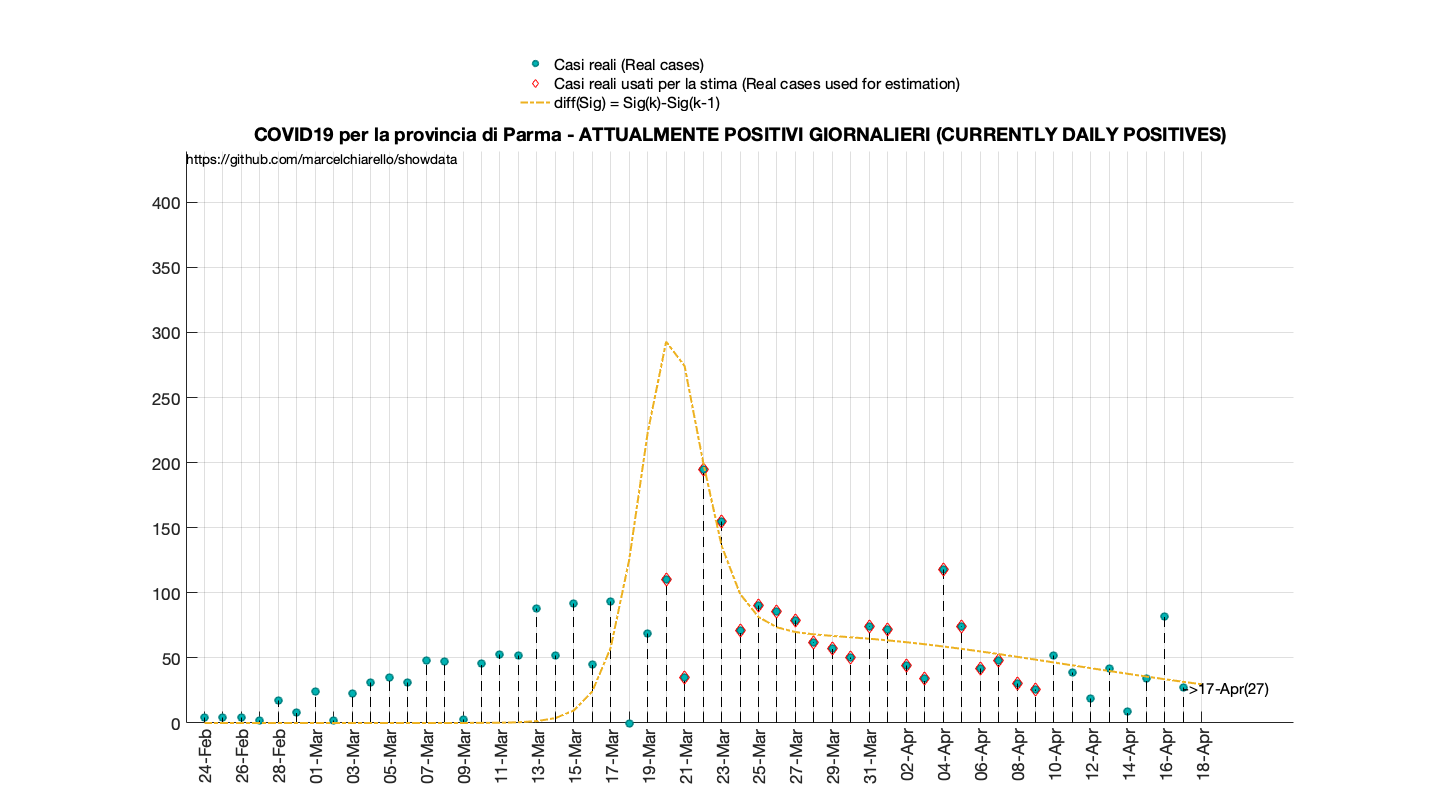 Casi reali (Real cases)
Casi reali usati per la stima (Real cases used for estimation)
diff(Sig) = Sig(k)-Sig(k-1)
COVID19 per la provincia di Parma - ATTUALMENTE POSITIVI GIORNALIERI (CURRENTLY DAILY POSITIVES)
https://github.com/marcelchiarello/showdata
400
350
300
250
200
150
100
50
0
->17-Apr(27)
24-Feb
26-Feb
28-Feb
01-Mar
03-Mar
05-Mar
07-Mar
09-Mar
11-Mar
13-Mar
15-Mar
17-Mar
19-Mar
21-Mar
23-Mar
25-Mar
27-Mar
29-Mar
31-Mar
02-Apr
04-Apr
06-Apr
08-Apr
10-Apr
12-Apr
14-Apr
16-Apr
18-Apr